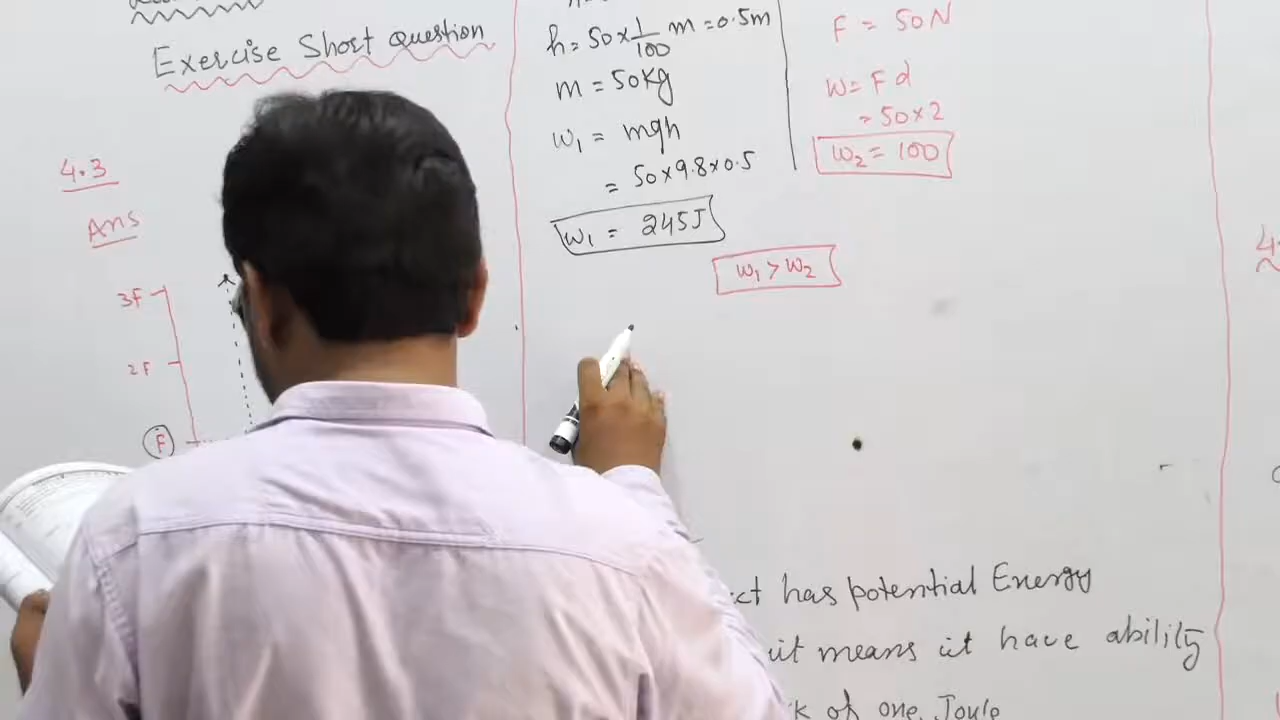 Exercise Short Question
4.3
Ans
3F
2F
F
h = 50 × 1/100 m = 0.5m
m = 50Kg
w₁ = mgh
= 50×9.8×0.5
w₁ = 245J
F = 50N
W = Fd
= 50×2
w₂ = 100
w₁ > w₂
ct has potential Energy
it means it have ability
k of one Joule
4.